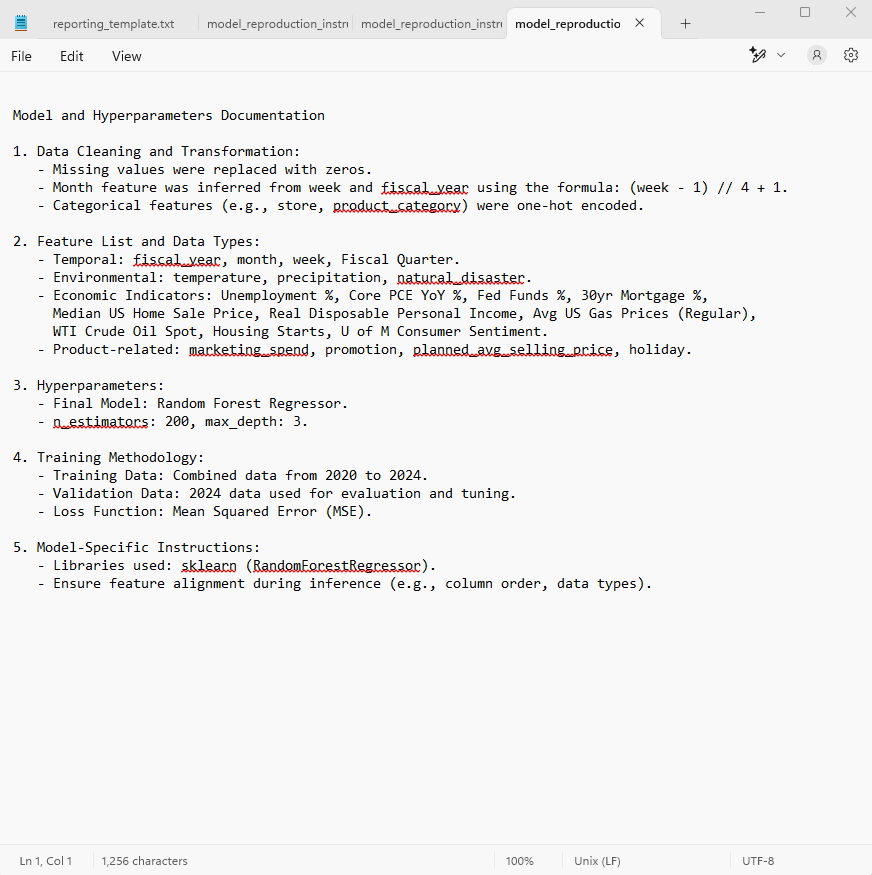 reporting_template.txt
model_reproduction_instr
model_reproduction_instr
model_reproductio
File
Edit
View
Model and Hyperparameters Documentation
1. Data Cleaning and Transformation:
- Missing values were replaced with zeros.
- Month feature was inferred from week and fiscal_year using the formula: (week - 1) // 4 + 1.
- Categorical features (e.g., store, product_category) were one-hot encoded.
2. Feature List and Data Types:
- Temporal: fiscal_year, month, week, Fiscal Quarter.
- Environmental: temperature, precipitation, natural_disaster.
- Economic Indicators: Unemployment %, Core PCE YoY %, Fed Funds %, 30yr Mortgage %,
Median US Home Sale Price, Real Disposable Personal Income, Avg US Gas Prices (Regular),
WTI Crude Oil Spot, Housing Starts, U of M Consumer Sentiment.
- Product-related: marketing_spend, promotion, planned_avg_selling_price, holiday.
3. Hyperparameters:
- Final Model: Random Forest Regressor.
- n_estimators: 200, max_depth: 3.
4. Training Methodology:
- Training Data: Combined data from 2020 to 2024.
- Validation Data: 2024 data used for evaluation and tuning.
- Loss Function: Mean Squared Error (MSE).
5. Model-Specific Instructions:
- Libraries used: sklearn (RandomForestRegressor).
- Ensure feature alignment during inference (e.g., column order, data types).
Ln 1, Col 1
1,256 characters
100%
Unix (LF)
UTF-8